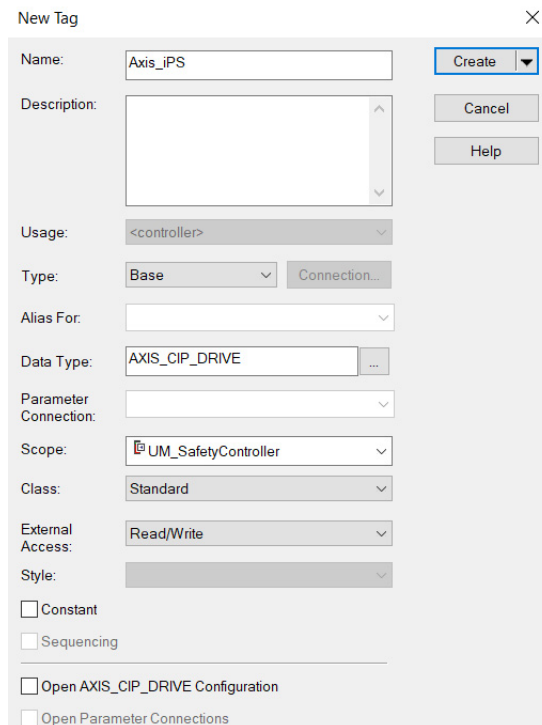 New Tag
Name:
Axis_iPS
Create
Description:
Cancel
Help
Usage:
<controller>
Type:
Base
Connection...
Alias For:
Data Type:
AXIS_CIP_DRIVE
...
Parameter
Connection:
Scope:
UM_SafetyController
Class:
Standard
External
Access:
Read/Write
Style:
Constant
Sequencing
Open AXIS_CIP_DRIVE Configuration
Open Parameter Connections